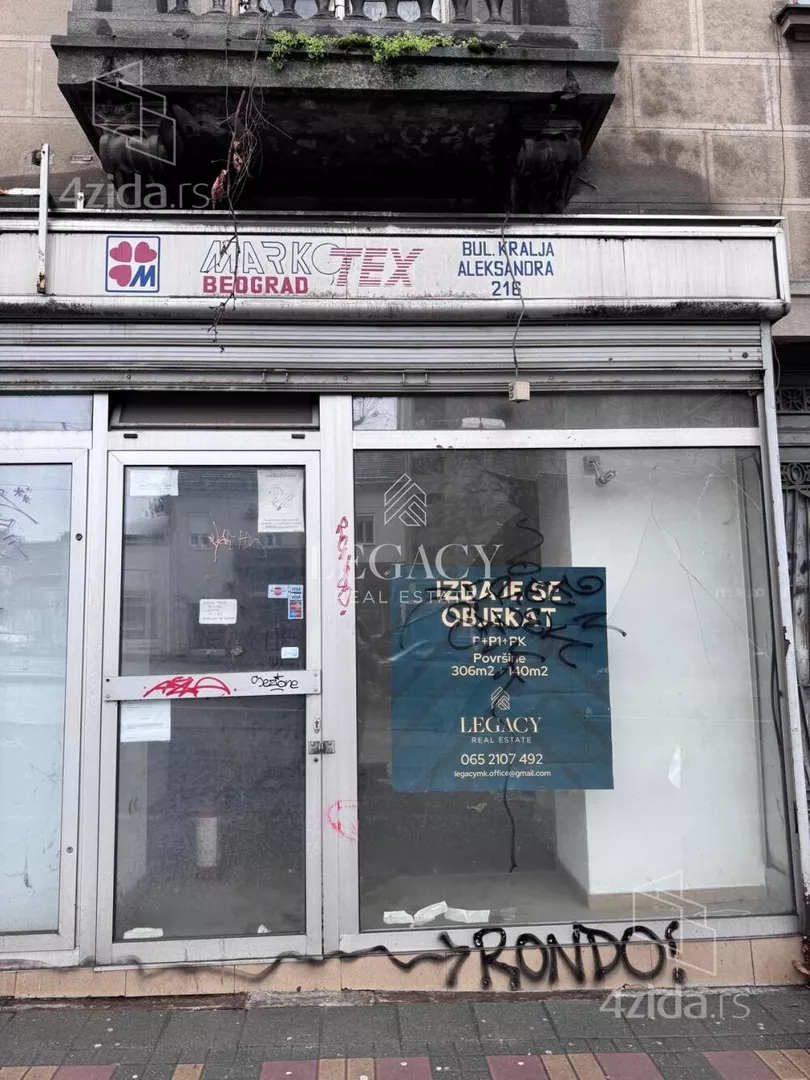 4zida.rs
M
MARKOTEX
BEOGRAD
BUL. KRALJA
ALEKSANDRA
216
LEGACY
REAL ESTATE
IZDAJE SE
OBJEKAT
P+P1+PK
Površine
306m2 + 140m2
LEGACY
REAL ESTATE
065 2107 492
legacymk.office@gmail.com
VISA
RONDO!
4zida.rs